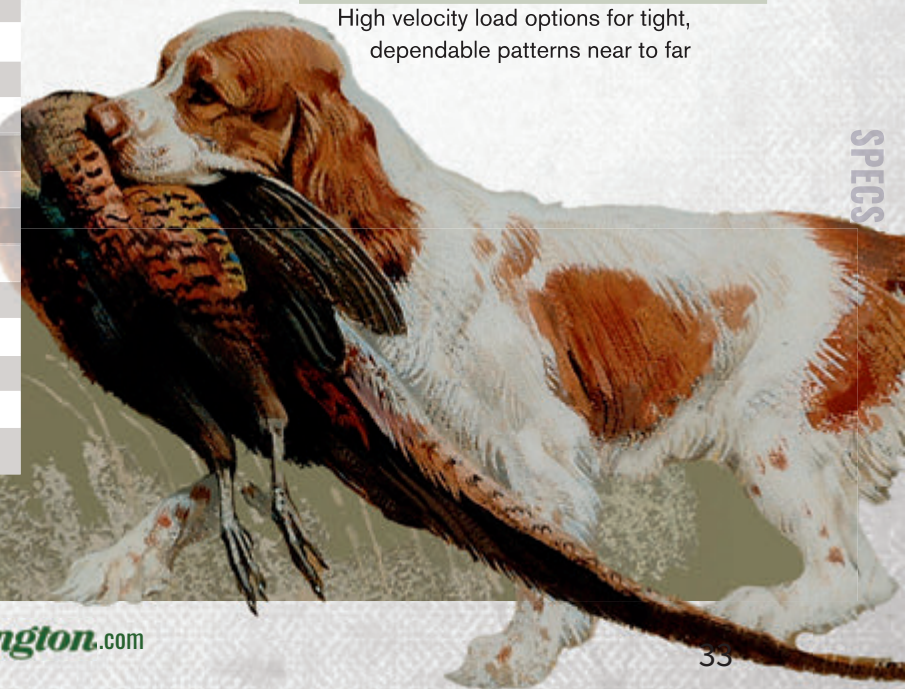 High velocity load options for tight,
dependable patterns near to far
SPECS
ngton.com
33